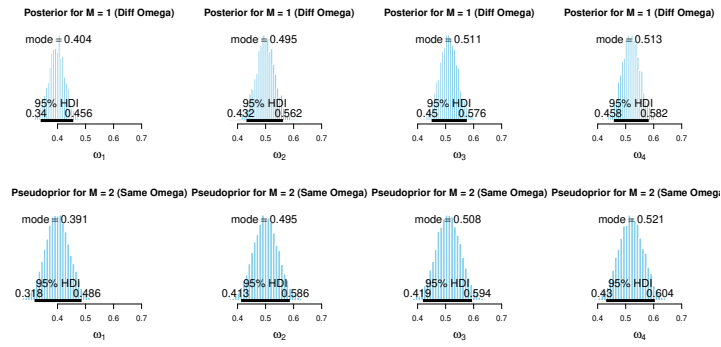 Posterior for M = 1 (Diff Omega)
mode = 0.404
95% HDI
0.34 0.456
0.4 0.5 0.6 0.7
ω1
Posterior for M = 1 (Diff Omega)
mode = 0.495
95% HDI
0.432 0.562
0.4 0.5 0.6 0.7
ω2
Posterior for M = 1 (Diff Omega)
mode = 0.511
95% HDI
0.45 0.576
0.4 0.5 0.6 0.7
ω3
Posterior for M = 1 (Diff Omega)
mode = 0.513
95% HDI
0.458 0.582
0.4 0.5 0.6 0.7
ω4
Pseudoprior for M = 2 (Same Omega)
mode = 0.391
95% HDI
0.318 0.486
0.4 0.5 0.6 0.7
ω1
Pseudoprior for M = 2 (Same Omega)
mode = 0.495
95% HDI
0.413 0.586
0.4 0.5 0.6 0.7
ω2
Pseudoprior for M = 2 (Same Omega)
mode = 0.508
95% HDI
0.419 0.594
0.4 0.5 0.6 0.7
ω3
Pseudoprior for M = 2 (Same Omega
mode = 0.521
95% HDI
0.43 0.604
0.4 0.5 0.6 0.7
ω4